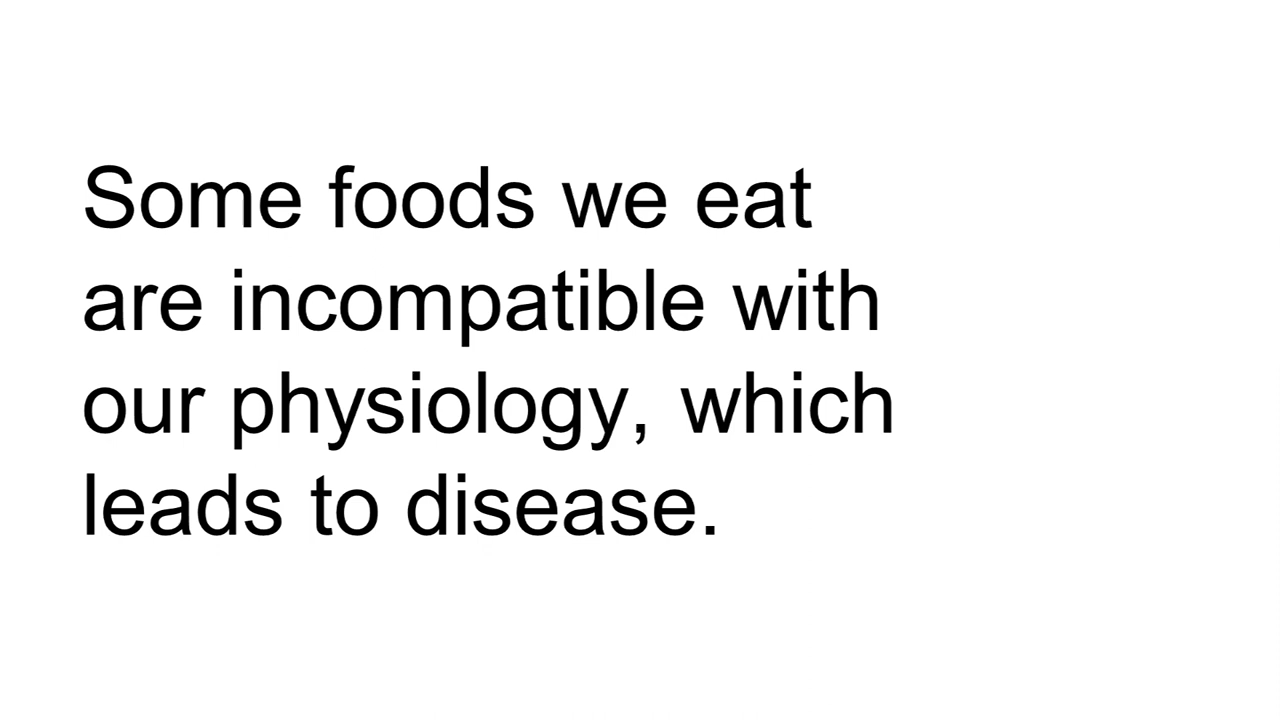 Some foods we eat
are incompatible with
our physiology, which
leads to disease.